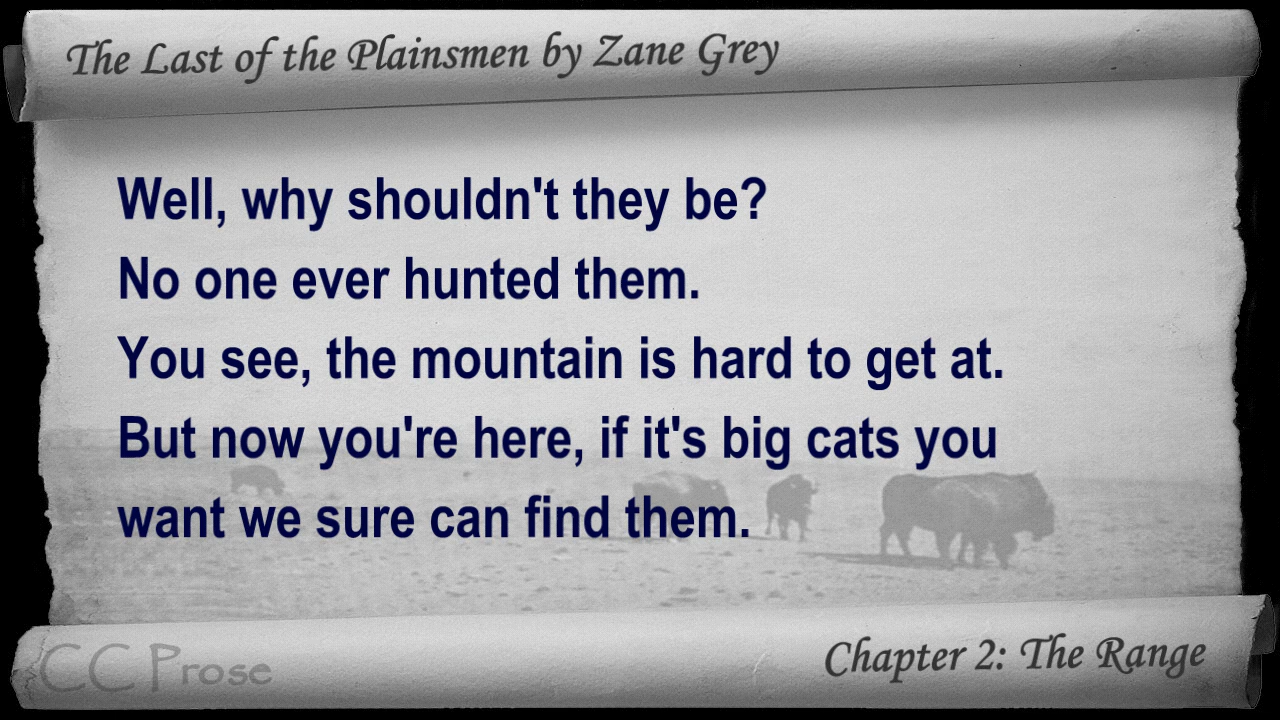 The Last of the Plainsmen by Zane Grey
Well, why shouldn't they be?
No one ever hunted them.
You see, the mountain is hard to get at.
But now you're here, if it's big cats you
want we sure can find them.
CC Prose
Chapter 2: The Range